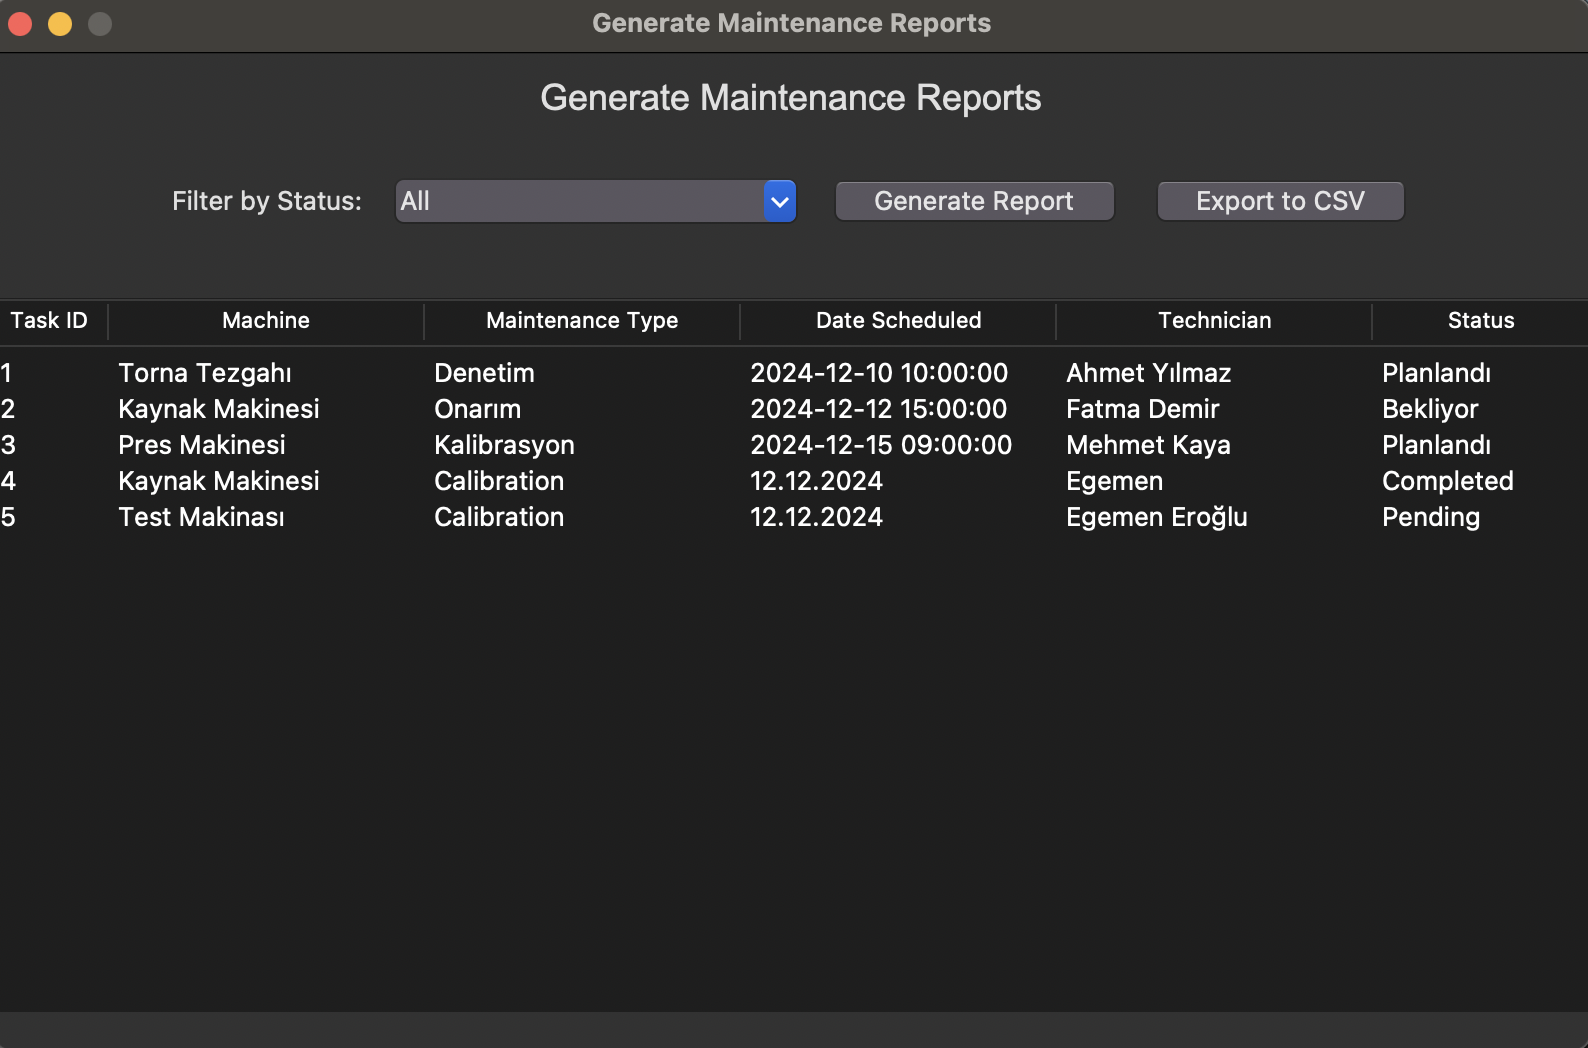 Generate Maintenance Reports
Generate Maintenance Reports
Filter by Status: All Generate Report Export to CSV
Task ID Machine Maintenance Type Date Scheduled Technician Status
1 Torna Tezgahı Denetim 2024-12-10 10:00:00 Ahmet Yılmaz Planlandı
2 Kaynak Makinesi Onarım 2024-12-12 15:00:00 Fatma Demir Bekliyor
3 Pres Makinesi Kalibrasyon 2024-12-15 09:00:00 Mehmet Kaya Planlandı
4 Kaynak Makinesi Calibration 12.12.2024 Egemen Completed
5 Test Makinası Calibration 12.12.2024 Egemen Eroğlu Pending